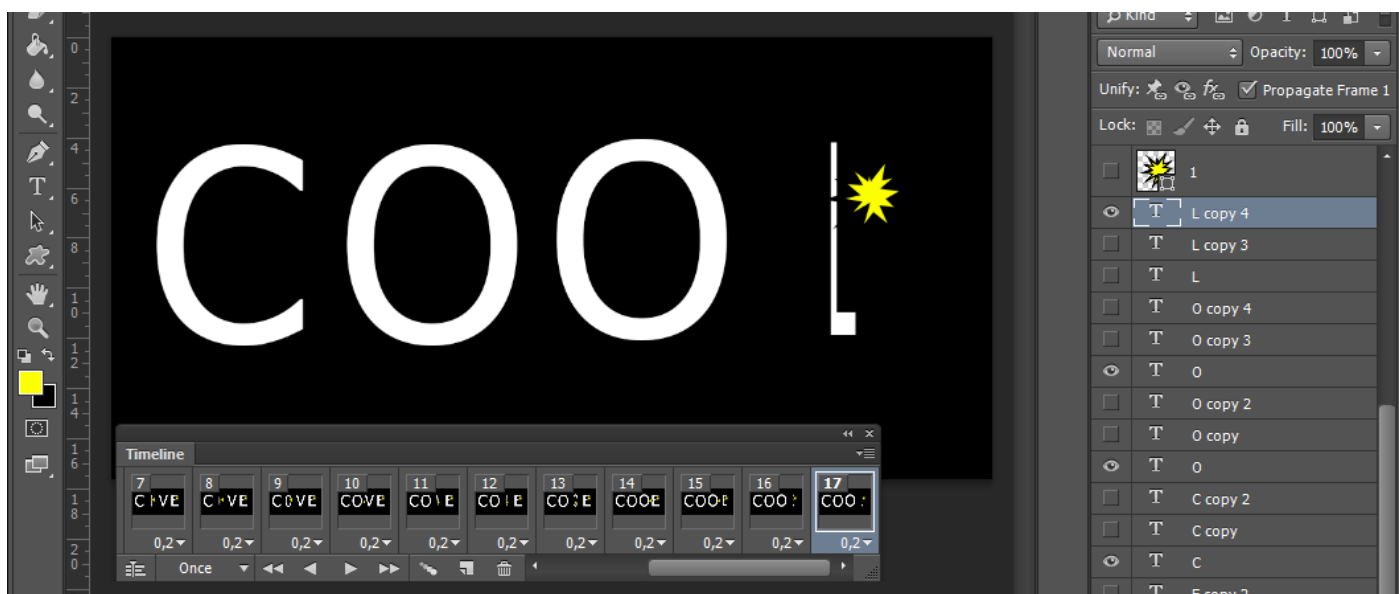 Kind
Normal Opacity: 100%
Unify: Propagate Frame 1
Lock: Fill: 100%
1
L copy 4
L copy 3
L
O copy 4
O copy 3
O
O copy 2
O copy
O
C copy 2
C copy
C
E copy 2
COO L
T
0
2
4
6
8
1 0
1 2
1 4
1 6
1 8
2 0
Timeline
7 8 9 10 11 12 13 14 15 16 17
0,2 0,2 0,2 0,2 0,2 0,2 0,2 0,2 0,2 0,2 0,2
Once